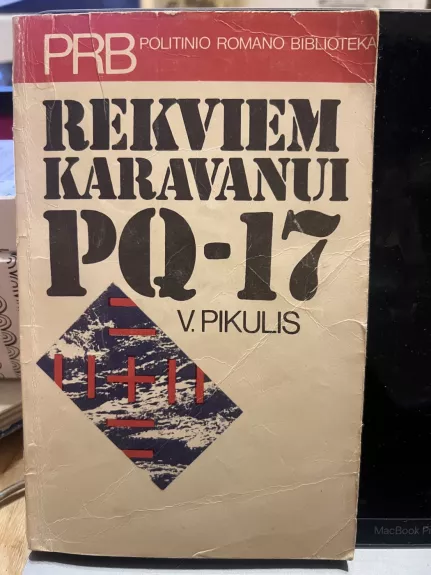 PRB POLITINIO ROMANO BIBLIOTEKA
REKVIEM
KARAVANUI
PQ-17
V. PIKULIS
MacBook